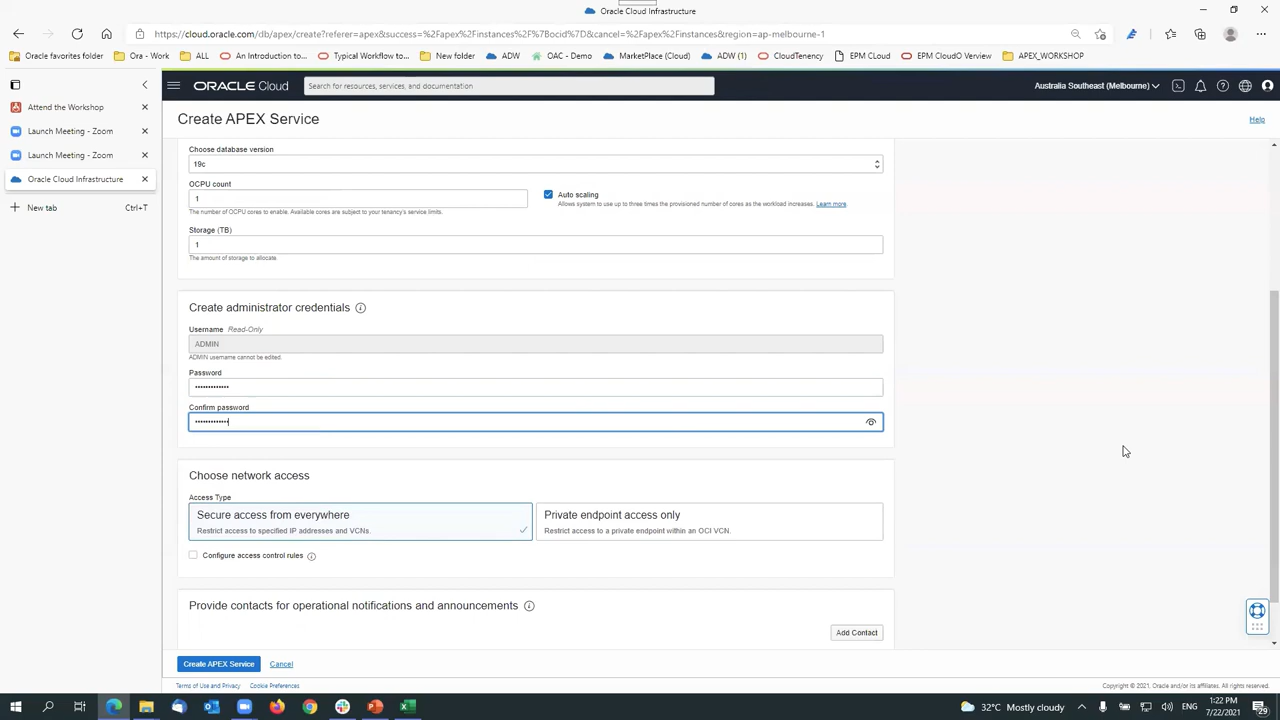 Oracle Cloud Infrastructure
https://cloud.oracle.com/db/apex/create?referer=apex&success=%2Fapex%2Finstances%2F%7Bocid%7D&cancel=%2Fapex%2Finstances&region=ap-melbourne-1
Oracle favorites folder
Ora - Work
ALL
An Introduction to...
Typical Workflow to...
New folder
ADW
OAC - Demo
MarketPlace (Cloud)
ADW (1)
CloudTenency
EPM Cloud
EPM CloudO Verview
APEX_WORKSHOP
Attend the Workshop
Launch Meeting - Zoom
Launch Meeting - Zoom
Oracle Cloud Infrastructure
New tab
Ctrl+T
ORACLE Cloud
Search for resources, services, and documentation
Australia Southeast (Melbourne)
Create APEX Service
Help
Choose database version
19c
OCPU count
1
The number of OCPU cores to enable. Available cores are subject to your tenancy's service limits.
Auto scaling
Allows system to use up to three times the provisioned number of cores as the workload increases. Learn more.
Storage (TB)
1
The amount of storage to allocate.
Create administrator credentials
Username Read-Only
ADMIN
ADMIN username cannot be edited.
Password
•••••••••••••
Confirm password
•••••••••••••
Choose network access
Access Type
Secure access from everywhere
Restrict access to specified IP addresses and VCNs.
Private endpoint access only
Restrict access to a private endpoint within an OCI VCN.
Configure access control rules
Provide contacts for operational notifications and announcements
Add Contact
Create APEX Service
Cancel
Terms of Use and Privacy
Cookie Preferences
Copyright © 2021, Oracle and/or its affiliates. All rights reserved.
32°C Mostly cloudy
ENG
1:22 PM
7/22/2021
29